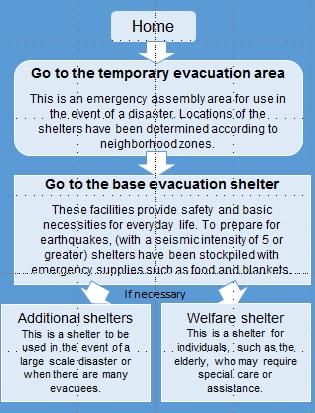 Home
Go to the temporary evacuation area
This is an emergency assembly area for use in
the event of a disaster. Locations of the
shelters have been determined according to
neighborhood zones.
Go to the base evacuation shelter
These facilities provide safety and basic
necessities for everyday life. To prepare for
earthquakes, (with a seismic intensity of 5 or
greater) shelters have been stockpiled with
emergency supplies such as food and blankets.
If necessary
Additional shelters
This is a shelter to be
used in the event of a
large scale disaster or
when there are many
evacuees.
Welfare shelter
This is a shelter for
individuals, such as the
elderly, who may require
special care or
assistance.